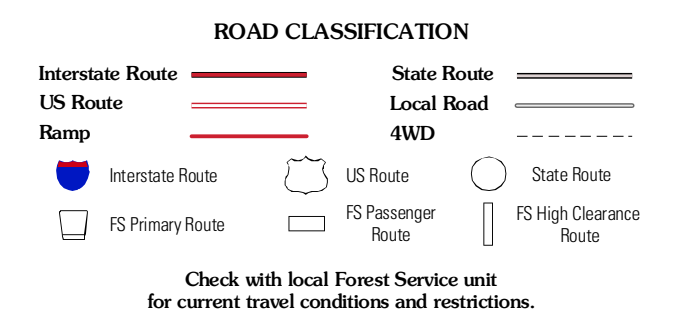 ROAD CLASSIFICATION
Interstate Route
State Route
US Route
Local Road
Ramp
4WD
Interstate Route
US Route
State Route
FS Primary Route
FS Passenger
Route
FS High Clearance
Route
Check with local Forest Service unit
for current travel conditions and restrictions.